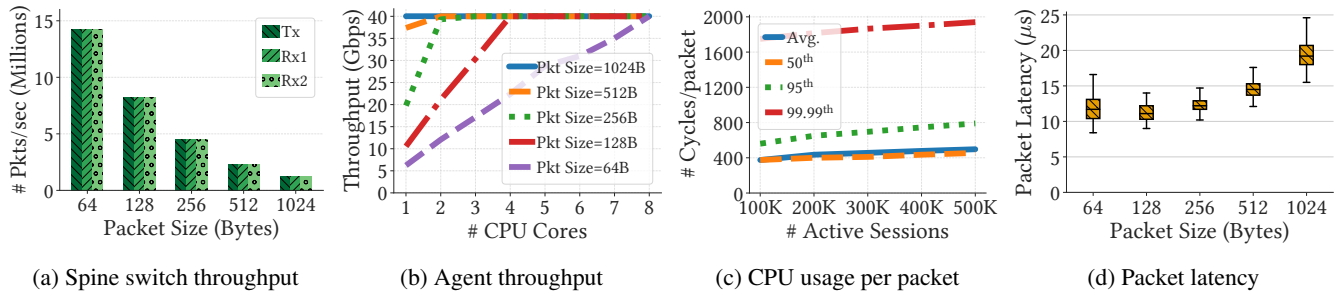 # Pkts/sec (Millions)
15
10
5
0
64 128 256 512 1024
Packet Size (Bytes)
Tx
Rx1
Rx2
(a) Spine switch throughput
Throughput (Gbps)
40
35
30
25
20
15
10
5
0
1 2 3 4 5 6 7 8
# CPU Cores
Pkt Size=1024B
Pkt Size=512B
Pkt Size=256B
Pkt Size=128B
Pkt Size=64B
(b) Agent throughput
# Cycles/packet
2000
1600
1200
800
400
0
100K 200K 300K 400K 500K
# Active Sessions
Avg.
50th
95th
99.99th
(c) CPU usage per packet
Packet Latency (μs)
25
20
15
10
5
0
64 128 256 512 1024
Packet Size (Bytes)
(d) Packet latency